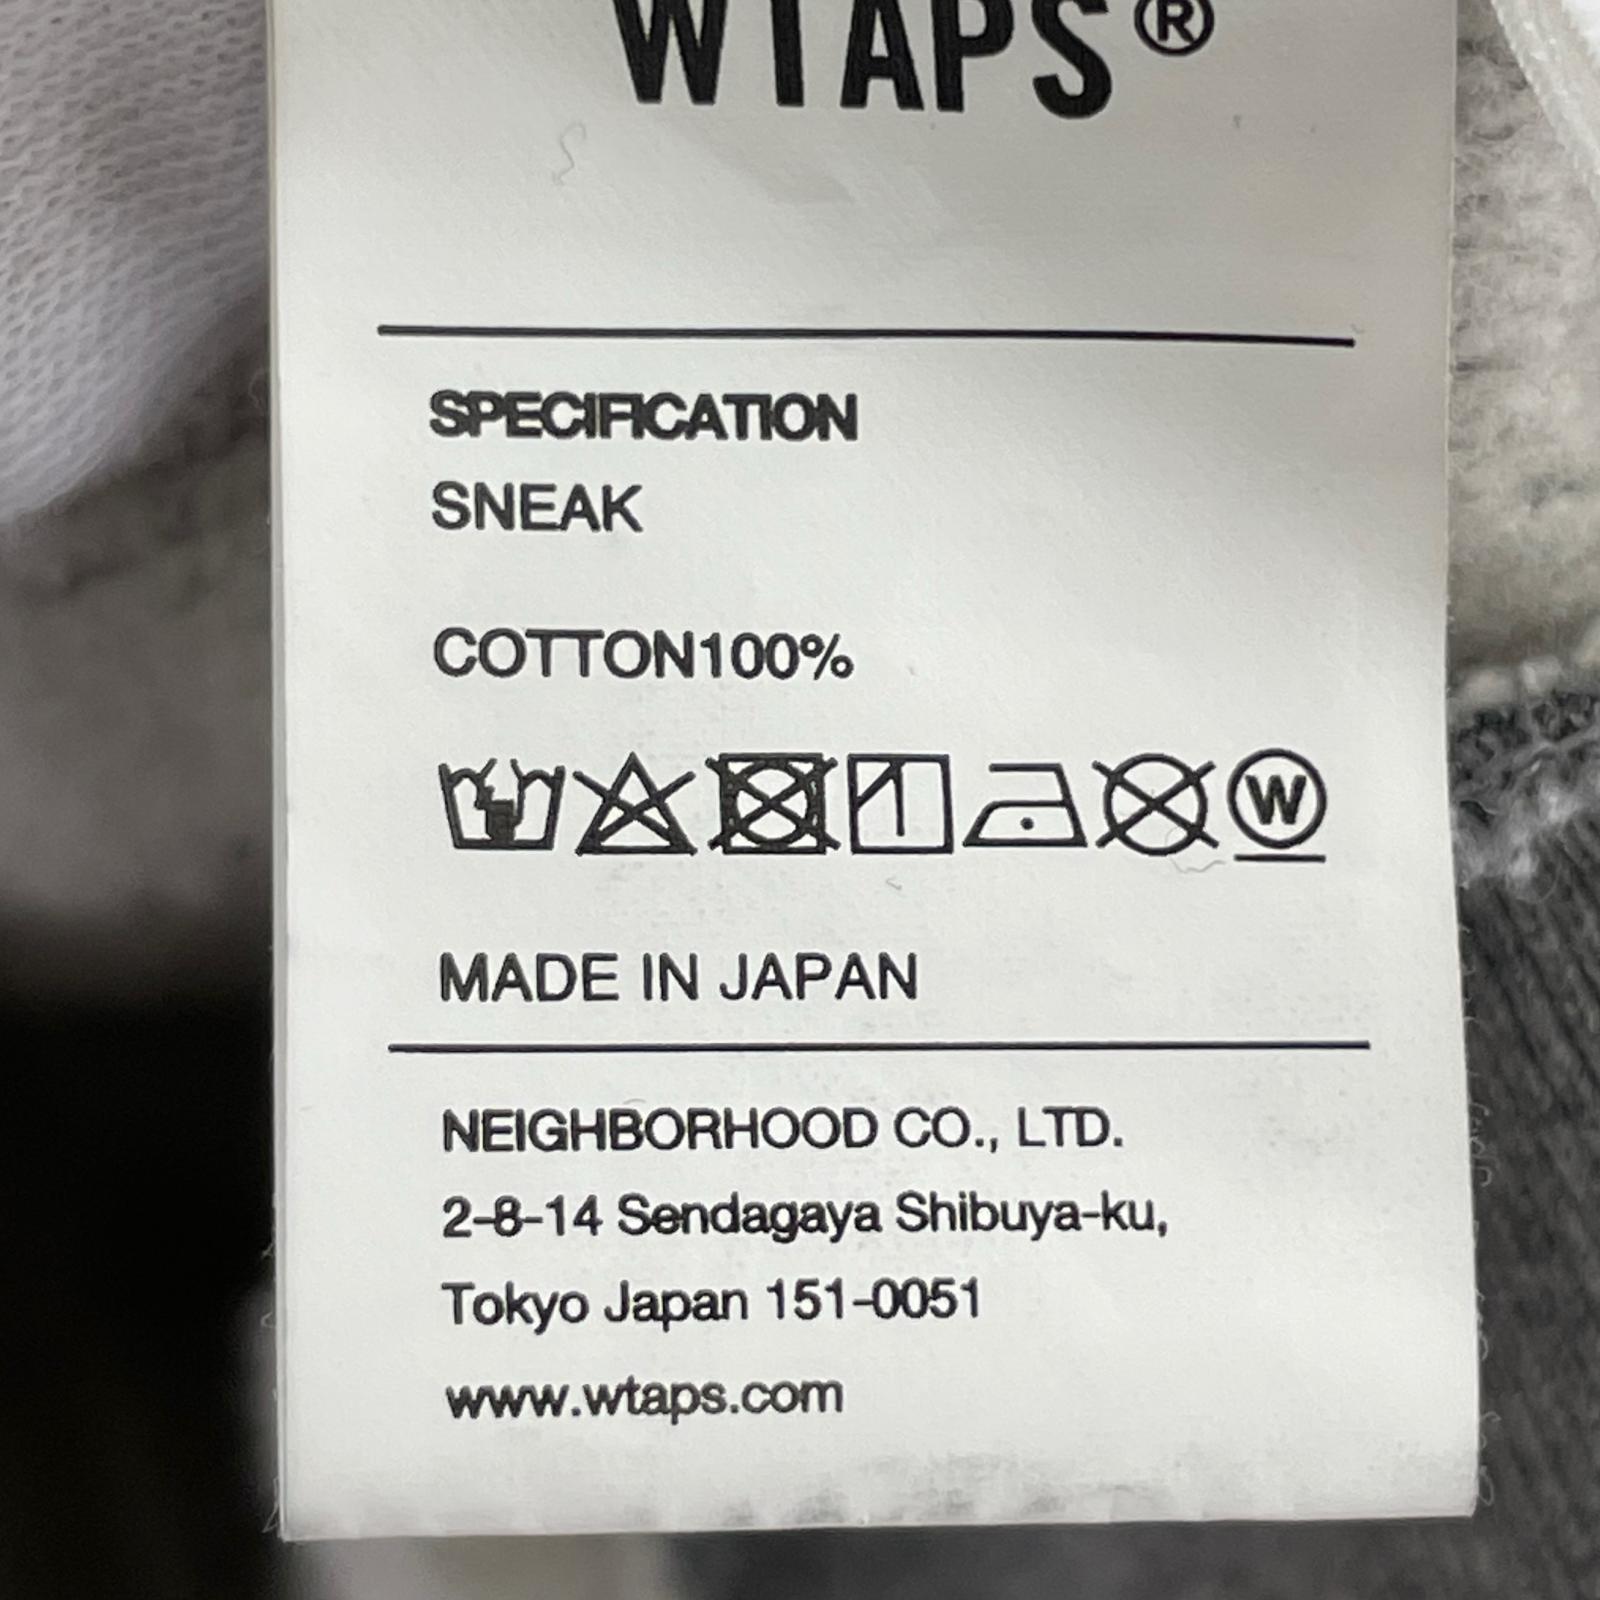 WTAPS®
SPECIFICATION
SNEAK
COTTON100%
W
MADE IN JAPAN
NEIGHBORHOOD CO., LTD.
2-8-14 Sendagaya Shibuya-ku,
Tokyo Japan 151-0051
www.wtaps.com